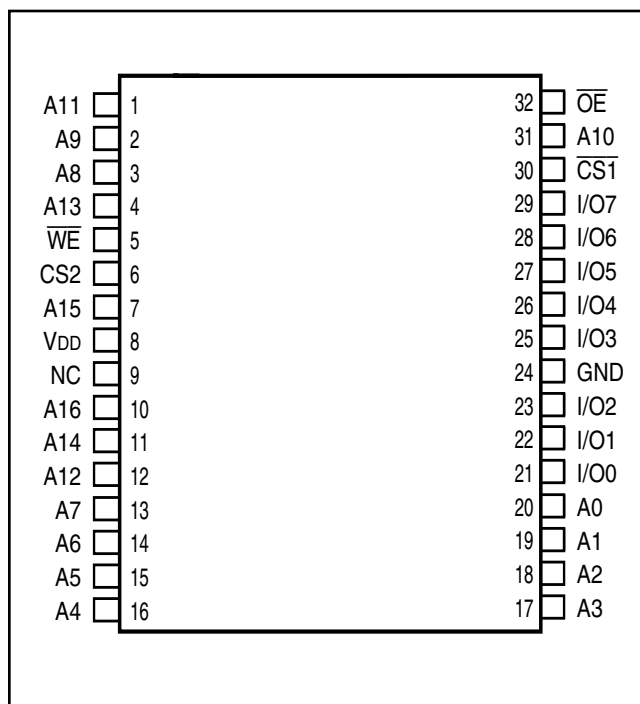 A11 1 32 O̅E̅
A9 2 31 A10
A8 3 30 C̅S̅1̅
A13 4 29 I/O7
W̅E̅ 5 28 I/O6
CS2 6 27 I/O5
A15 7 26 I/O4
VDD 8 25 I/O3
NC 9 24 GND
A16 10 23 I/O2
A14 11 22 I/O1
A12 12 21 I/O0
A7 13 20 A0
A6 14 19 A1
A5 15 18 A2
A4 16 17 A3